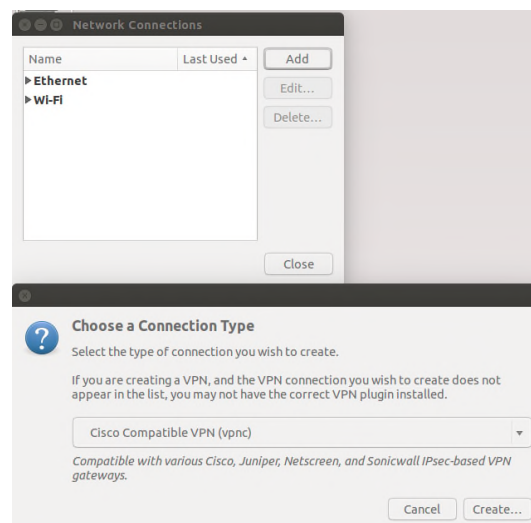 Network Connections
Name Last Used Add
Ethernet Edit...
Wi-Fi Delete...
Close
Choose a Connection Type
Select the type of connection you wish to create.
If you are creating a VPN, and the VPN connection you wish to create does not
appear in the list, you may not have the correct VPN plugin installed.
Cisco Compatible VPN (vpnc)
Compatible with various Cisco, Juniper, Netscreen, and Sonicwall IPsec-based VPN
gateways.
Cancel Create...